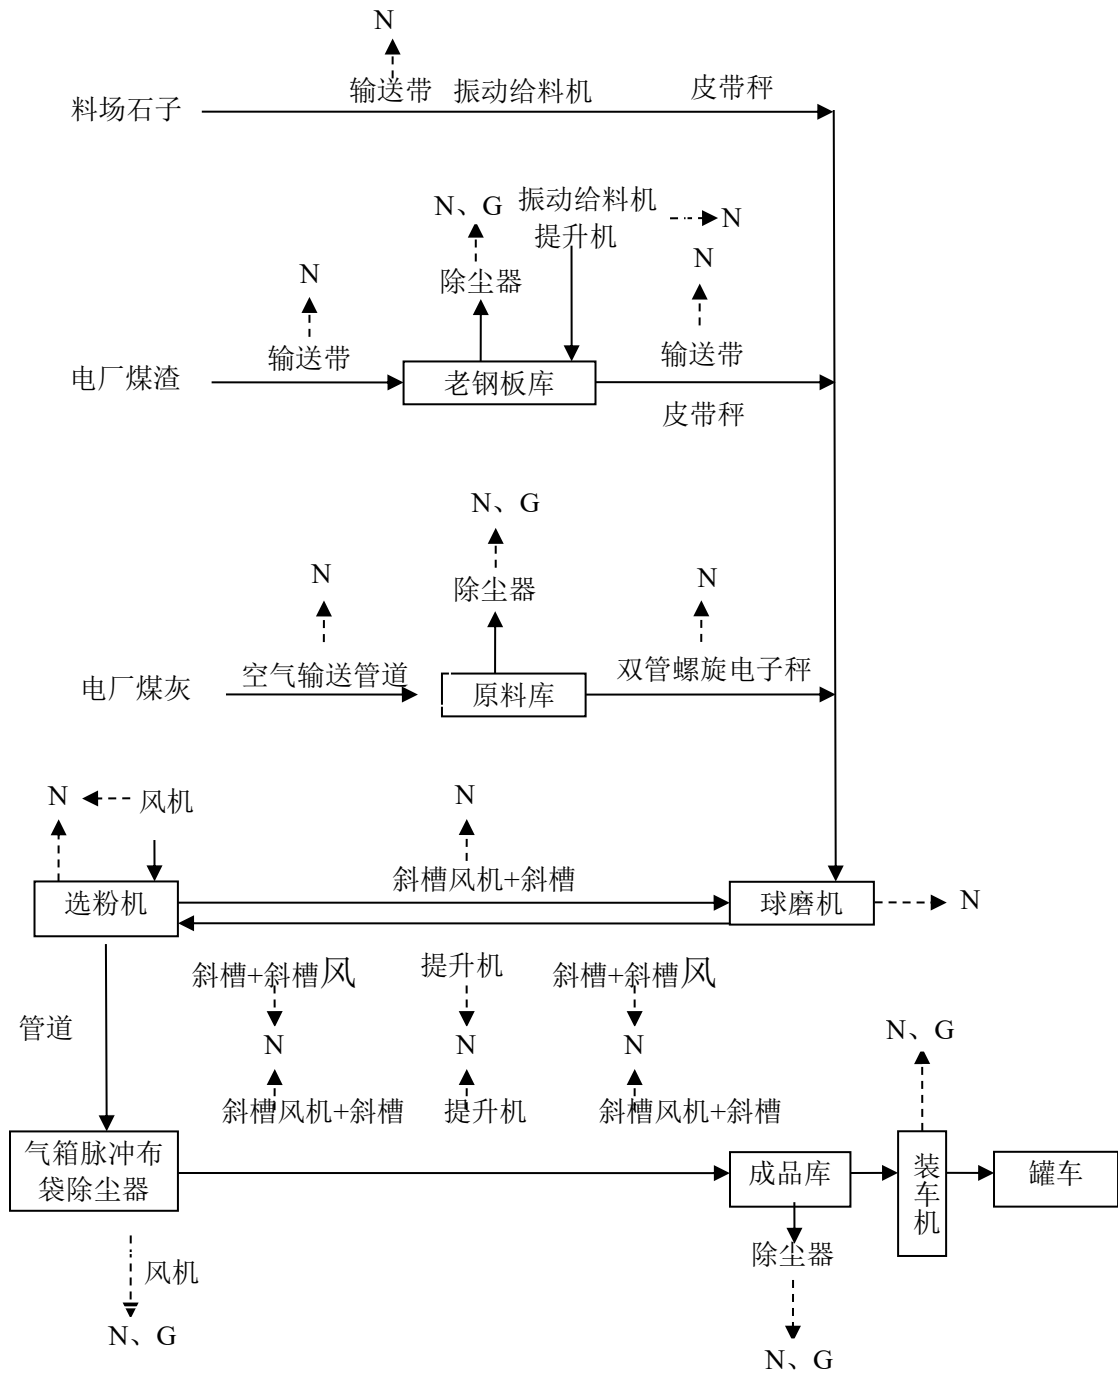 N
输送带 振动给料机 皮带秤
料场石子
N、G 振动给料机 N
提升机
N
N
除尘器
输送带
输送带
电厂煤渣
老钢板库
皮带秤
N、G
N
除尘器
N
空气输送管道
双管螺旋电子秤
电厂煤灰
原料库
N 风机
N
斜槽风机+斜槽
选粉机
球磨机
N
斜槽+斜槽风
提升机
斜槽+斜槽风
管道
N
N
N
N、G
斜槽风机+斜槽
提升机
斜槽风机+斜槽
气箱脉冲布
袋除尘器
成品库
装车机
罐车
除尘器
风机
N、G
N、G